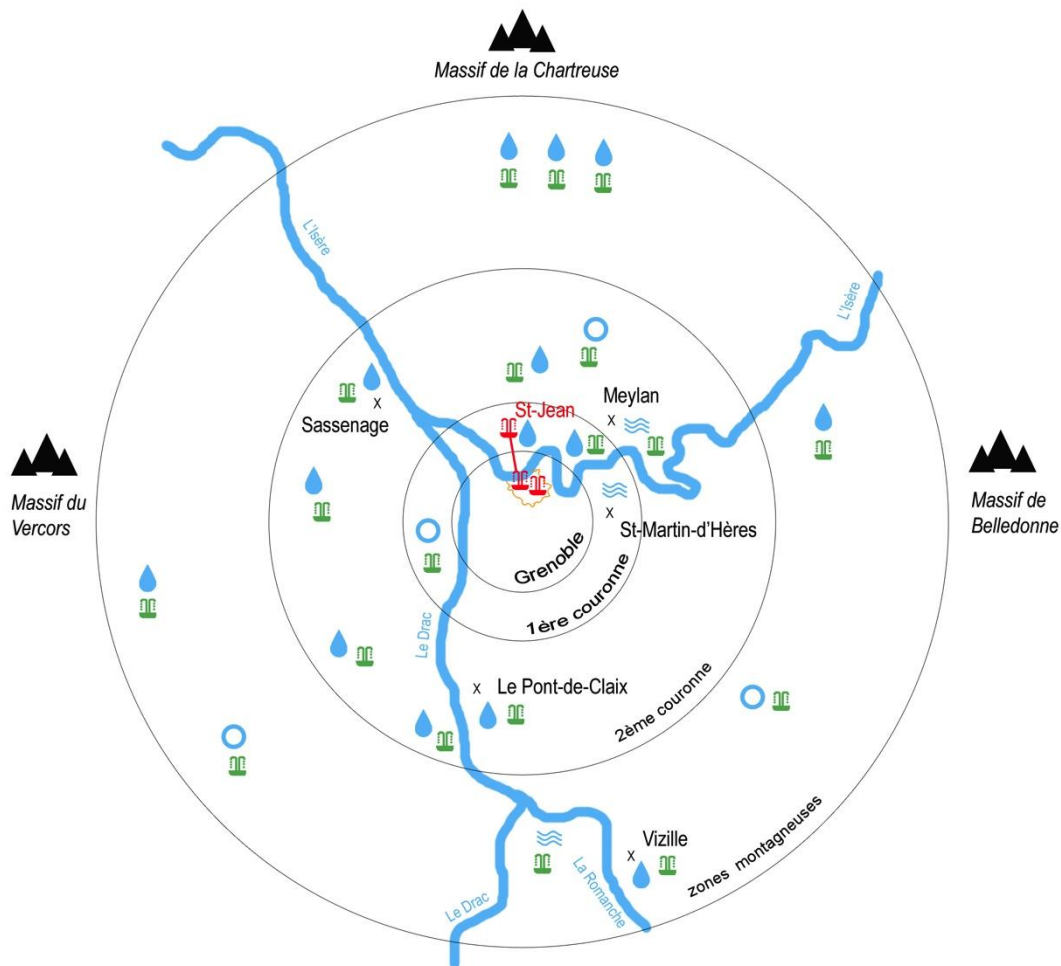 Massif de la Chartreuse
L'Isère
L'Isère
Sassenage
St-Jean
Meylan
Massif du
Vercors
Massif de
Belledonne
St-Martin-d'Hères
Grenoble
1ère couronne
Le Drac
Le Pont-de-Claix
2ème couronne
zones montagneuses
Vizille
La Romanche
Le Drac